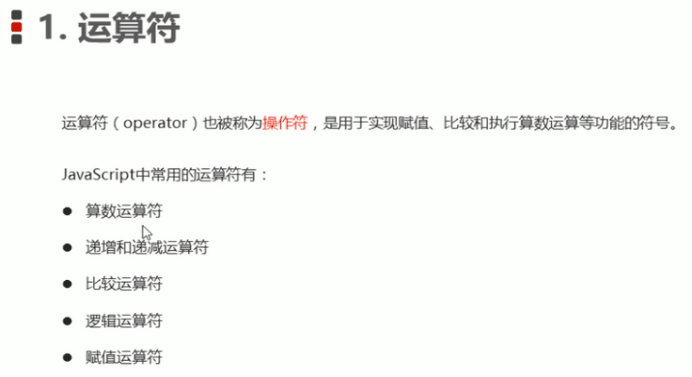 1. 运算符
运算符（operator）也被称为操作符，是用于实现赋值、比较和执行算数运算等功能的符号。
JavaScript中常用的运算符有：
● 算数运算符
● 递增和递减运算符
● 比较运算符
● 逻辑运算符
● 赋值运算符